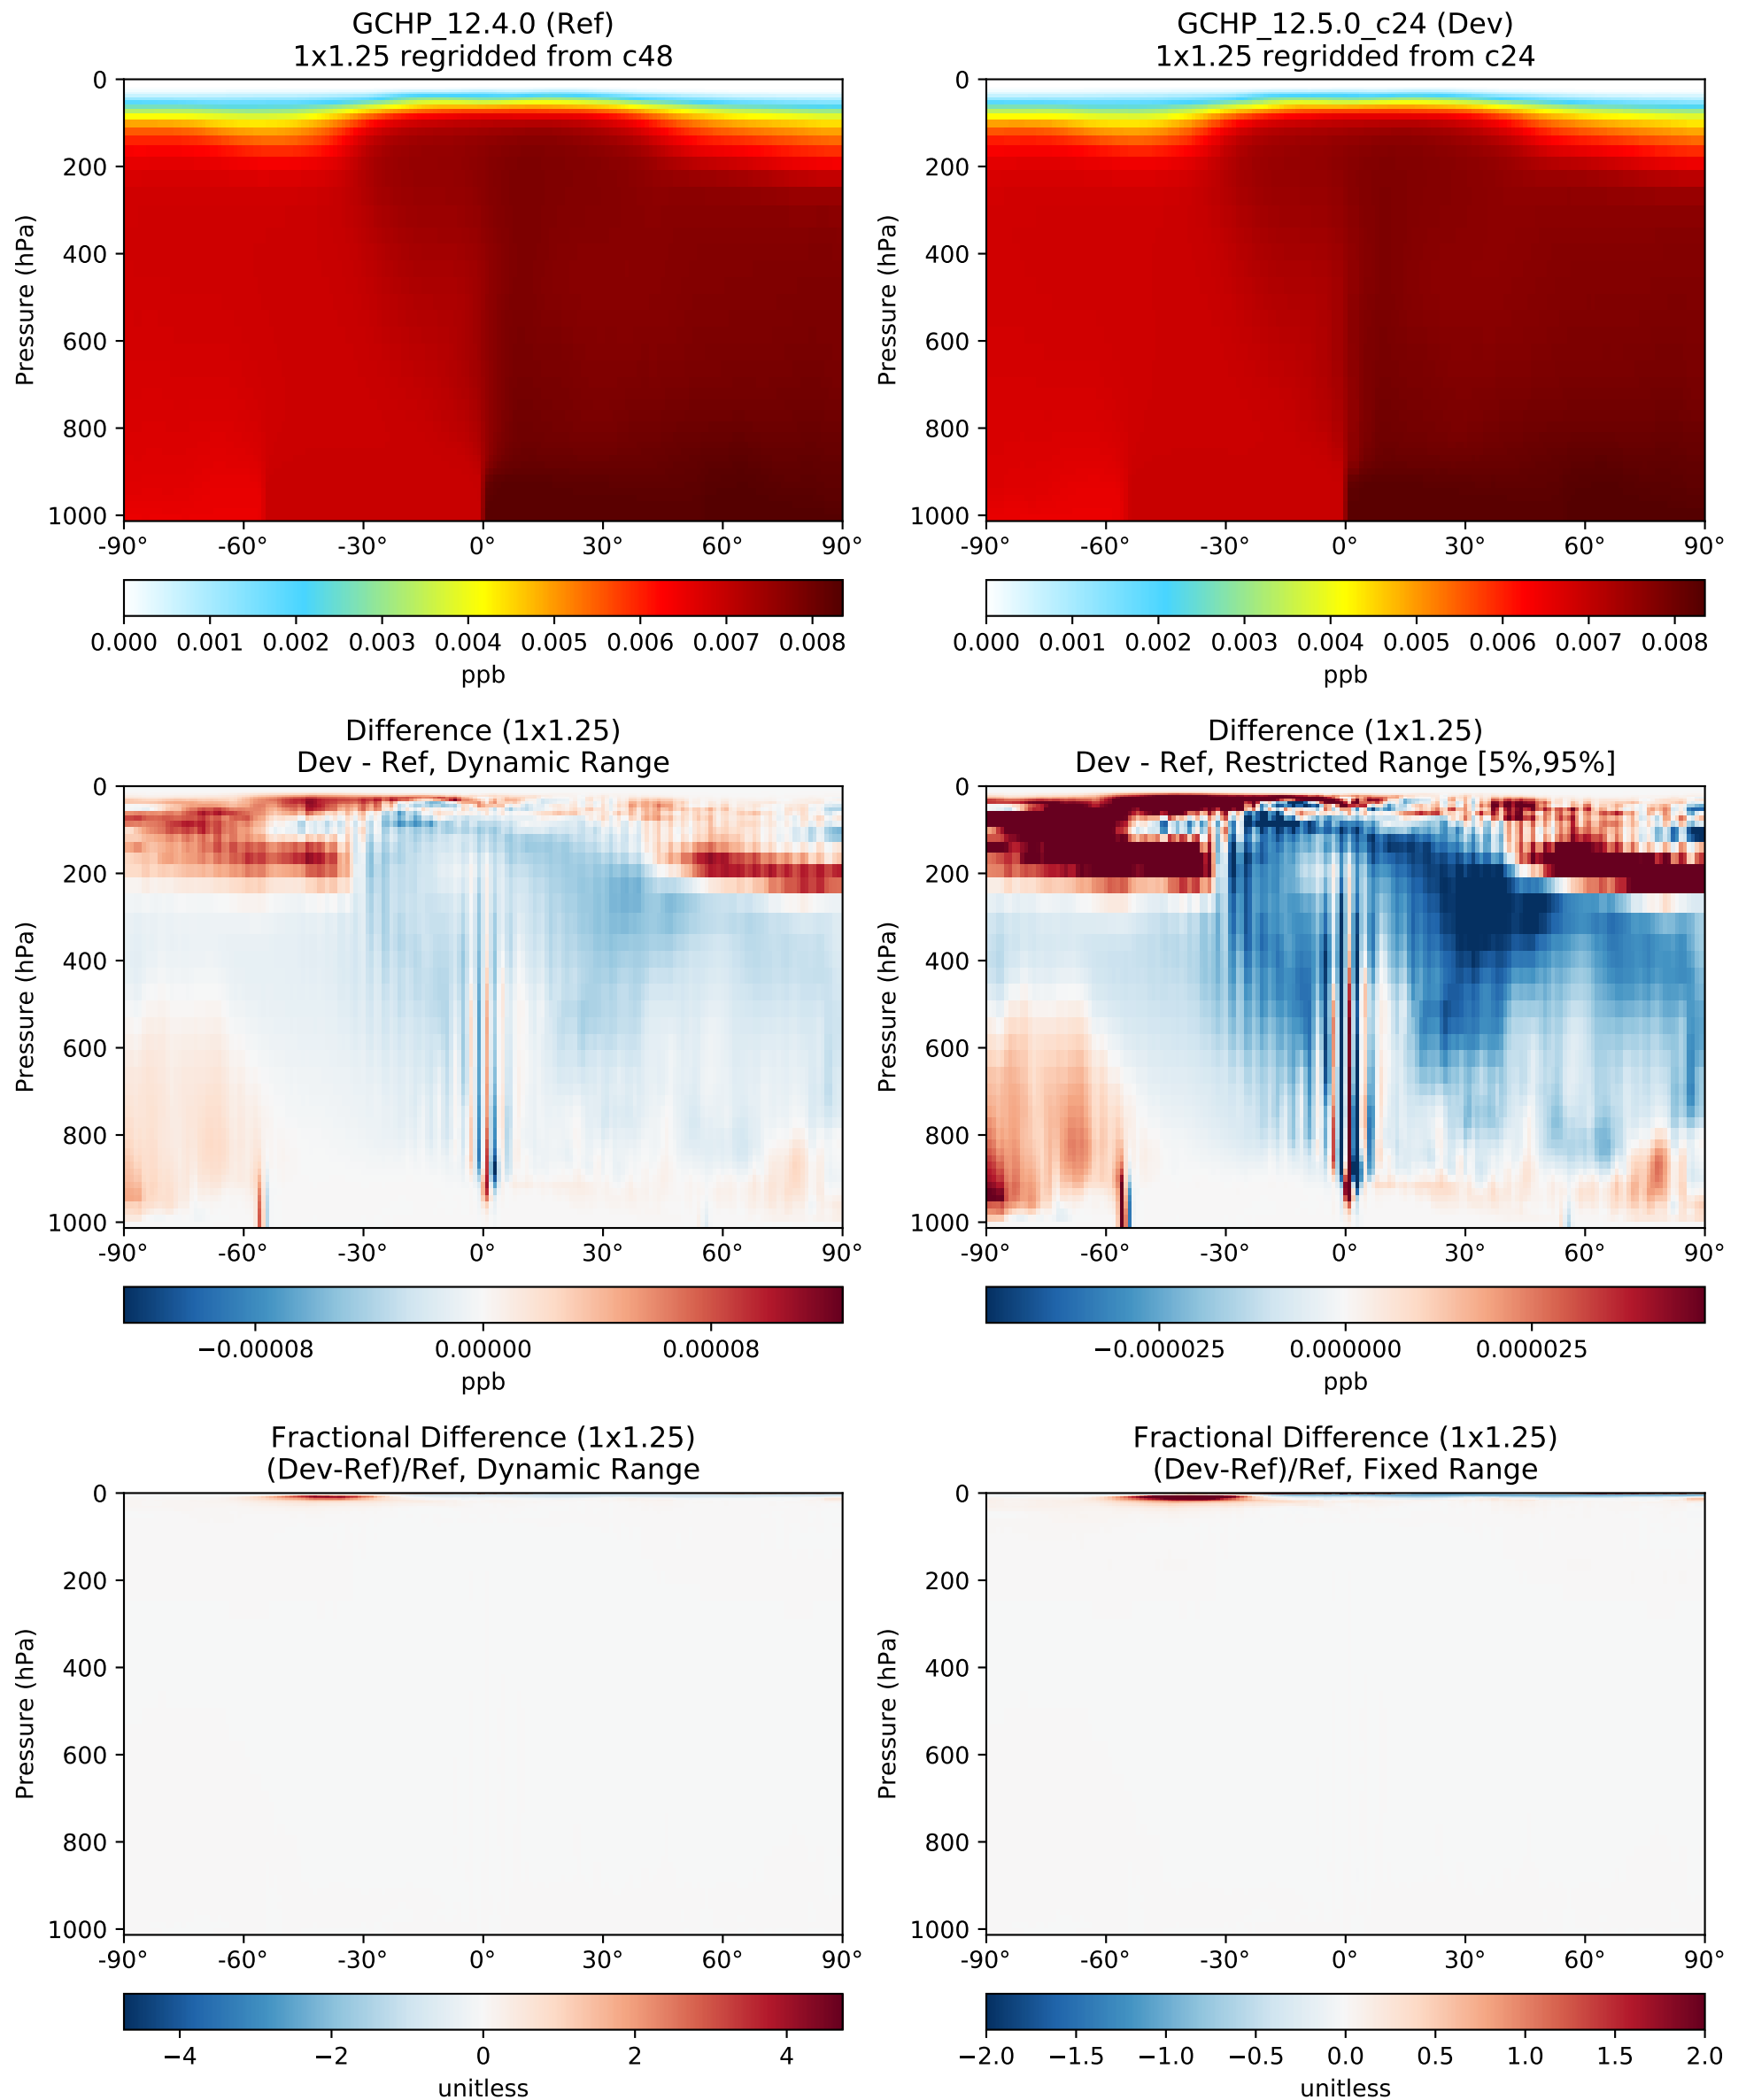 GCHP_12.4.0 (Ref)
1x1.25 regridded from c48
0
200
400
600
800
1000
Pressure (hPa)
-90° -60° -30° 0° 30° 60° 90°
0.000 0.001 0.002 0.003 0.004 0.005 0.006 0.007 0.008
ppb
GCHP_12.5.0_c24 (Dev)
1x1.25 regridded from c24
0
200
400
600
800
1000
Pressure (hPa)
-90° -60° -30° 0° 30° 60° 90°
0.000 0.001 0.002 0.003 0.004 0.005 0.006 0.007 0.008
ppb
Difference (1x1.25)
Dev - Ref, Dynamic Range
0
200
400
600
800
1000
Pressure (hPa)
-90° -60° -30° 0° 30° 60° 90°
−0.00008 0.00000 0.00008
ppb
Difference (1x1.25)
Dev - Ref, Restricted Range [5%,95%]
0
200
400
600
800
1000
Pressure (hPa)
-90° -60° -30° 0° 30° 60° 90°
−0.000025 0.000000 0.000025
ppb
Fractional Difference (1x1.25)
(Dev-Ref)/Ref, Dynamic Range
0
200
400
600
800
1000
Pressure (hPa)
-90° -60° -30° 0° 30° 60° 90°
−4 −2 0 2 4
unitless
Fractional Difference (1x1.25)
(Dev-Ref)/Ref, Fixed Range
0
200
400
600
800
1000
Pressure (hPa)
-90° -60° -30° 0° 30° 60° 90°
−2.0 −1.5 −1.0 −0.5 0.0 0.5 1.0 1.5 2.0
unitless